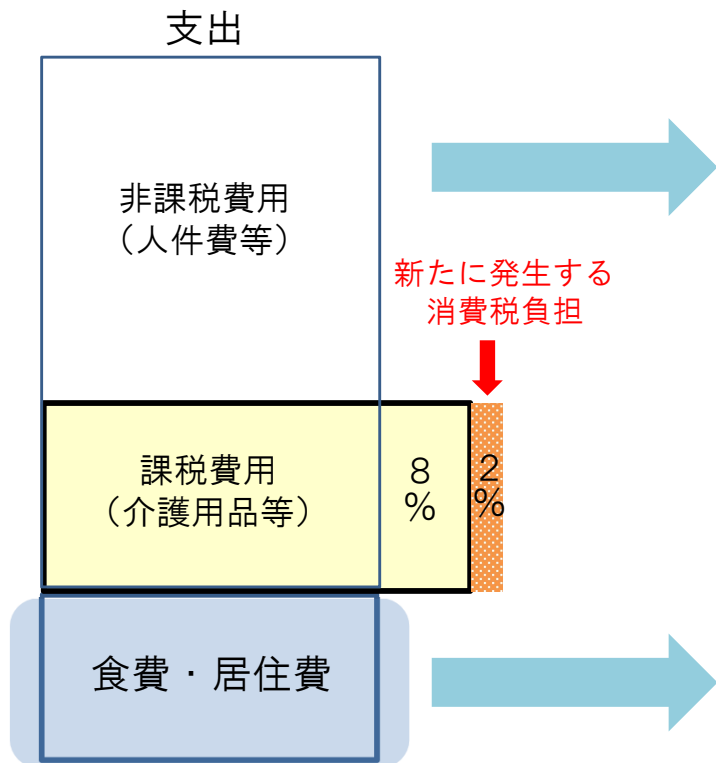 支出
非課税費用
（人件費等）
新たに発生する
消費税負担
課税費用
（介護用品等）
8
%
2
%
食費・居住費